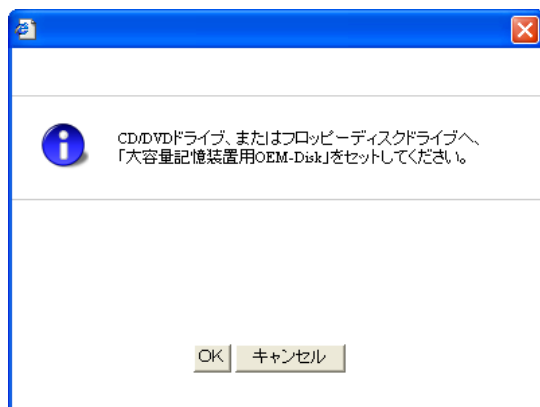 CD/DVDドライブ、またはフロッピーディスクドライブへ、
「大容量記憶装置用OEM-Disk」をセットしてください。
OK
キャンセル